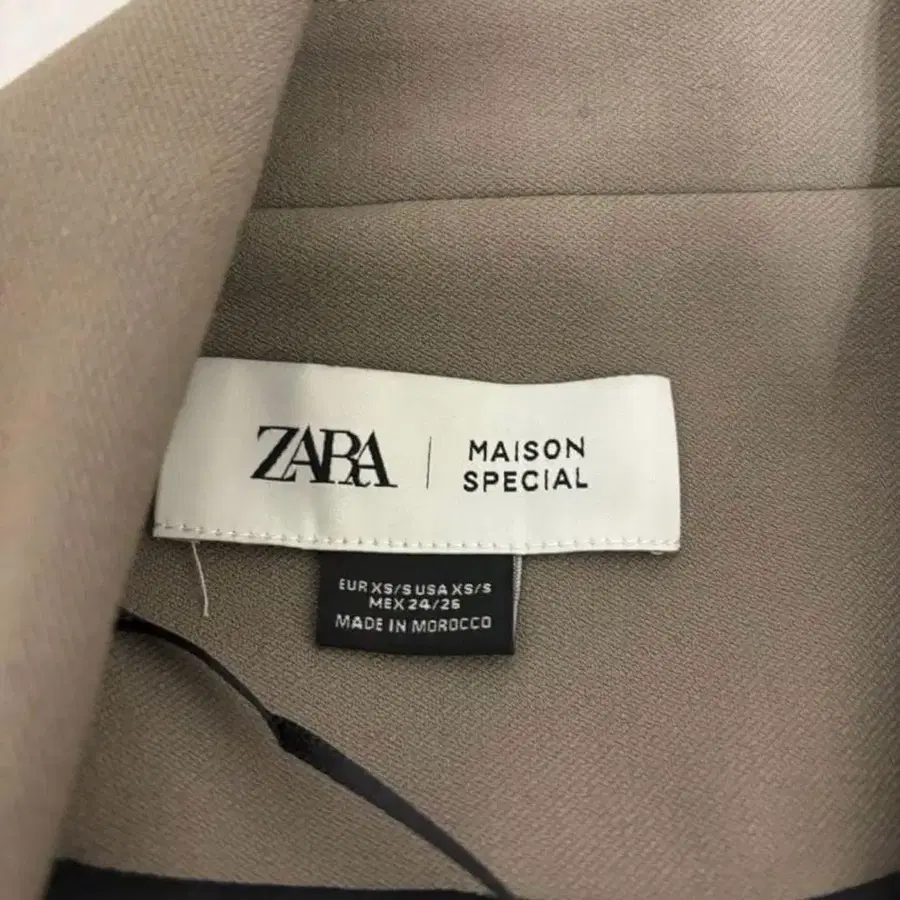 ZARA | MAISON
SPECIAL
EUR XS/S USA XS/S
MEX 24/26
MADE IN MOROCCO